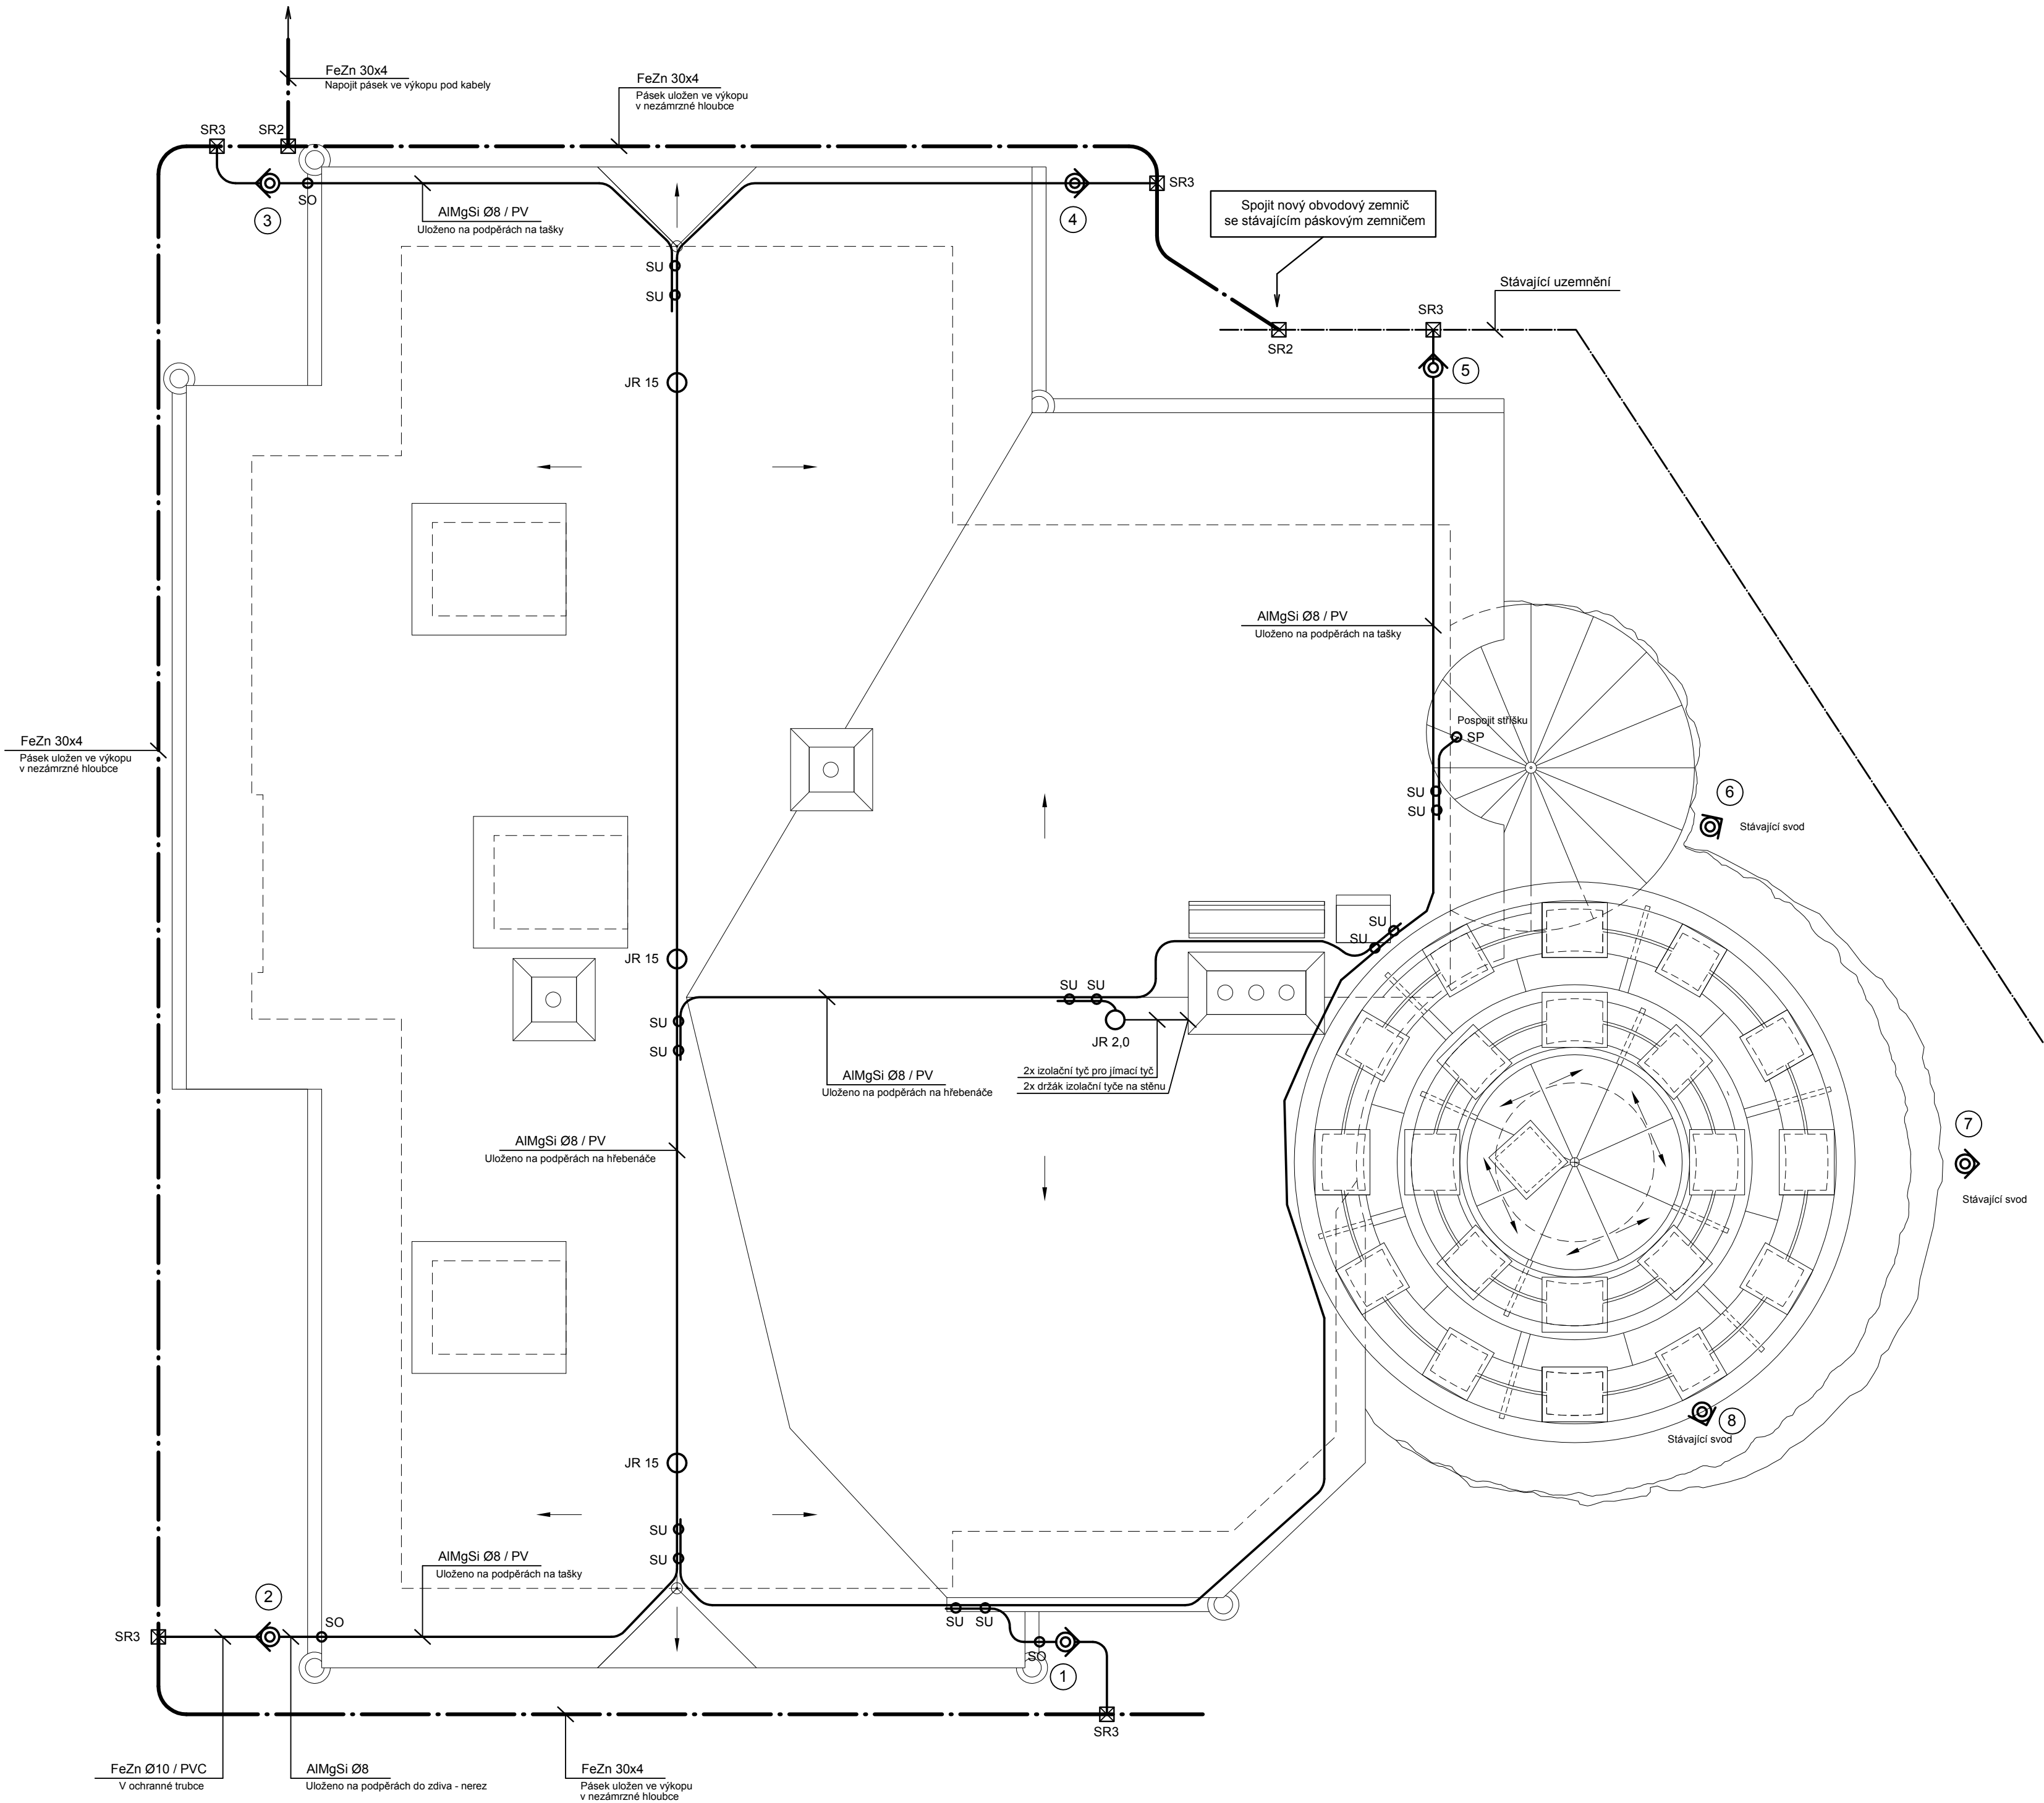 FeZn 30x4
Napojit pásek ve výkopu pod kabely
FeZn 30x4
Pásek uložen ve výkopu
v nezámrzné hloubce
SR3
SR2
SO
3
AlMgSi Ø8 / PV
Uloženo na podpěrách na tašky
4
SR3
Spojit nový obvodový zemnič
se stávajícím páskovým zemničem
SU
SU
Stávající uzemnění
SR3
SR2
5
JR 15
AlMgSi Ø8 / PV
Uloženo na podpěrách na tašky
Pospojit stříšku
SP
FeZn 30x4
Pásek uložen ve výkopu
v nezámrzné hloubce
SU
SU
6
Stávající svod
SU
SU
JR 15
SU SU
SU
SU
JR 2,0
AlMgSi Ø8 / PV
Uloženo na podpěrách na hřebenáče
2x izolační tyč pro jímací tyč
2x držák izolační tyče na stěnu
7
Stávající svod
AlMgSi Ø8 / PV
Uloženo na podpěrách na hřebenáče
8
Stávající svod
JR 15
SU
SU
AlMgSi Ø8 / PV
Uloženo na podpěrách na tašky
2
SO
SR3
SU SU
SO
1
SR3
FeZn Ø10 / PVC
V ochranné trubce
AlMgSi Ø8
Uloženo na podpěrách do zdiva - nerez
FeZn 30x4
Pásek uložen ve výkopu
v nezámrzné hloubce